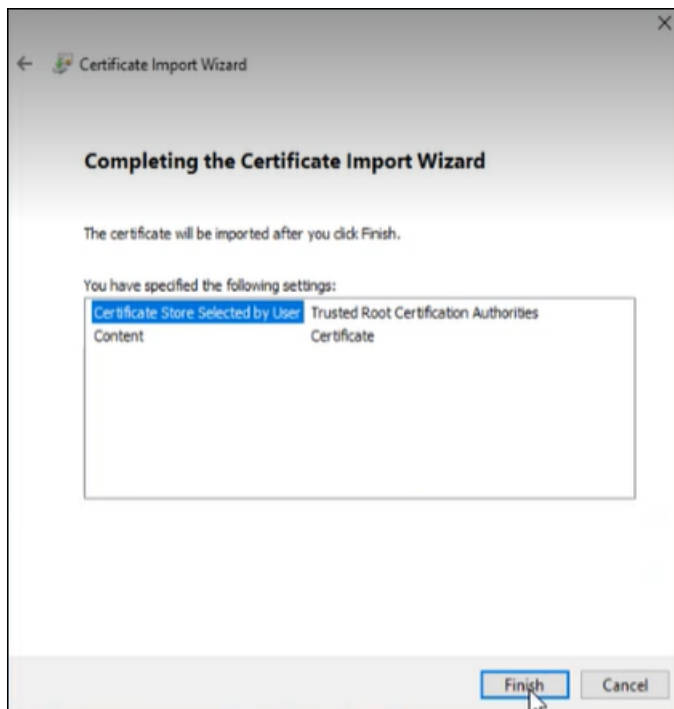 Certificate Import Wizard
Completing the Certificate Import Wizard
The certificate will be imported after you click Finish.
You have specified the following settings:
Certificate Store Selected by User Trusted Root Certification Authorities
Content Certificate
Finish Cancel